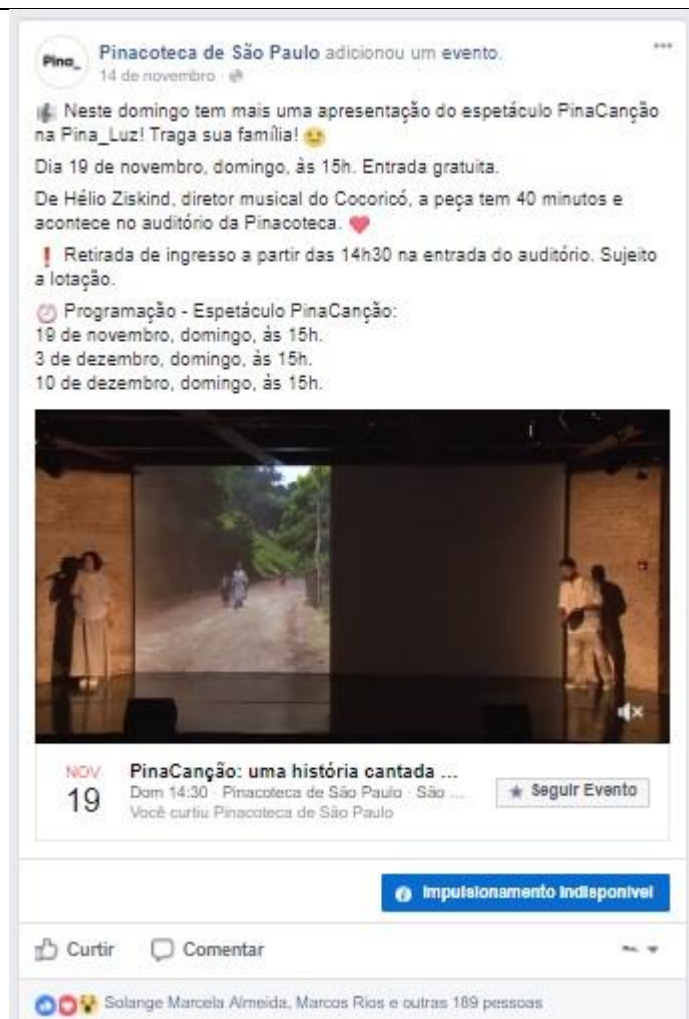 Pina_
Pinacoteca de São Paulo adicionou um evento.
14 de novembro
Neste domingo tem mais uma apresentação do espetáculo PinaCanção
na Pina_Luz! Traga sua família!
Dia 19 de novembro, domingo, às 15h. Entrada gratuita.
De Hélio Ziskind, diretor musical do Cocoricó, a peça tem 40 minutos e
acontece no auditório da Pinacoteca.
Retirada de ingresso a partir das 14h30 na entrada do auditório. Sujeito
a lotação.
Programação - Espetáculo PinaCanção:
19 de novembro, domingo, às 15h.
3 de dezembro, domingo, às 15h.
10 de dezembro, domingo, às 15h.
NOV
19
PinaCanção: uma história cantada ...
Dom 14:30 · Pinacoteca de São Paulo · São ...
Você curtiu Pinacoteca de São Paulo
Seguir Evento
Impulsionamento Indisponível
Curtir
Comentar
Solange Marcela Almeida, Marcos Rios e outras 189 pessoas